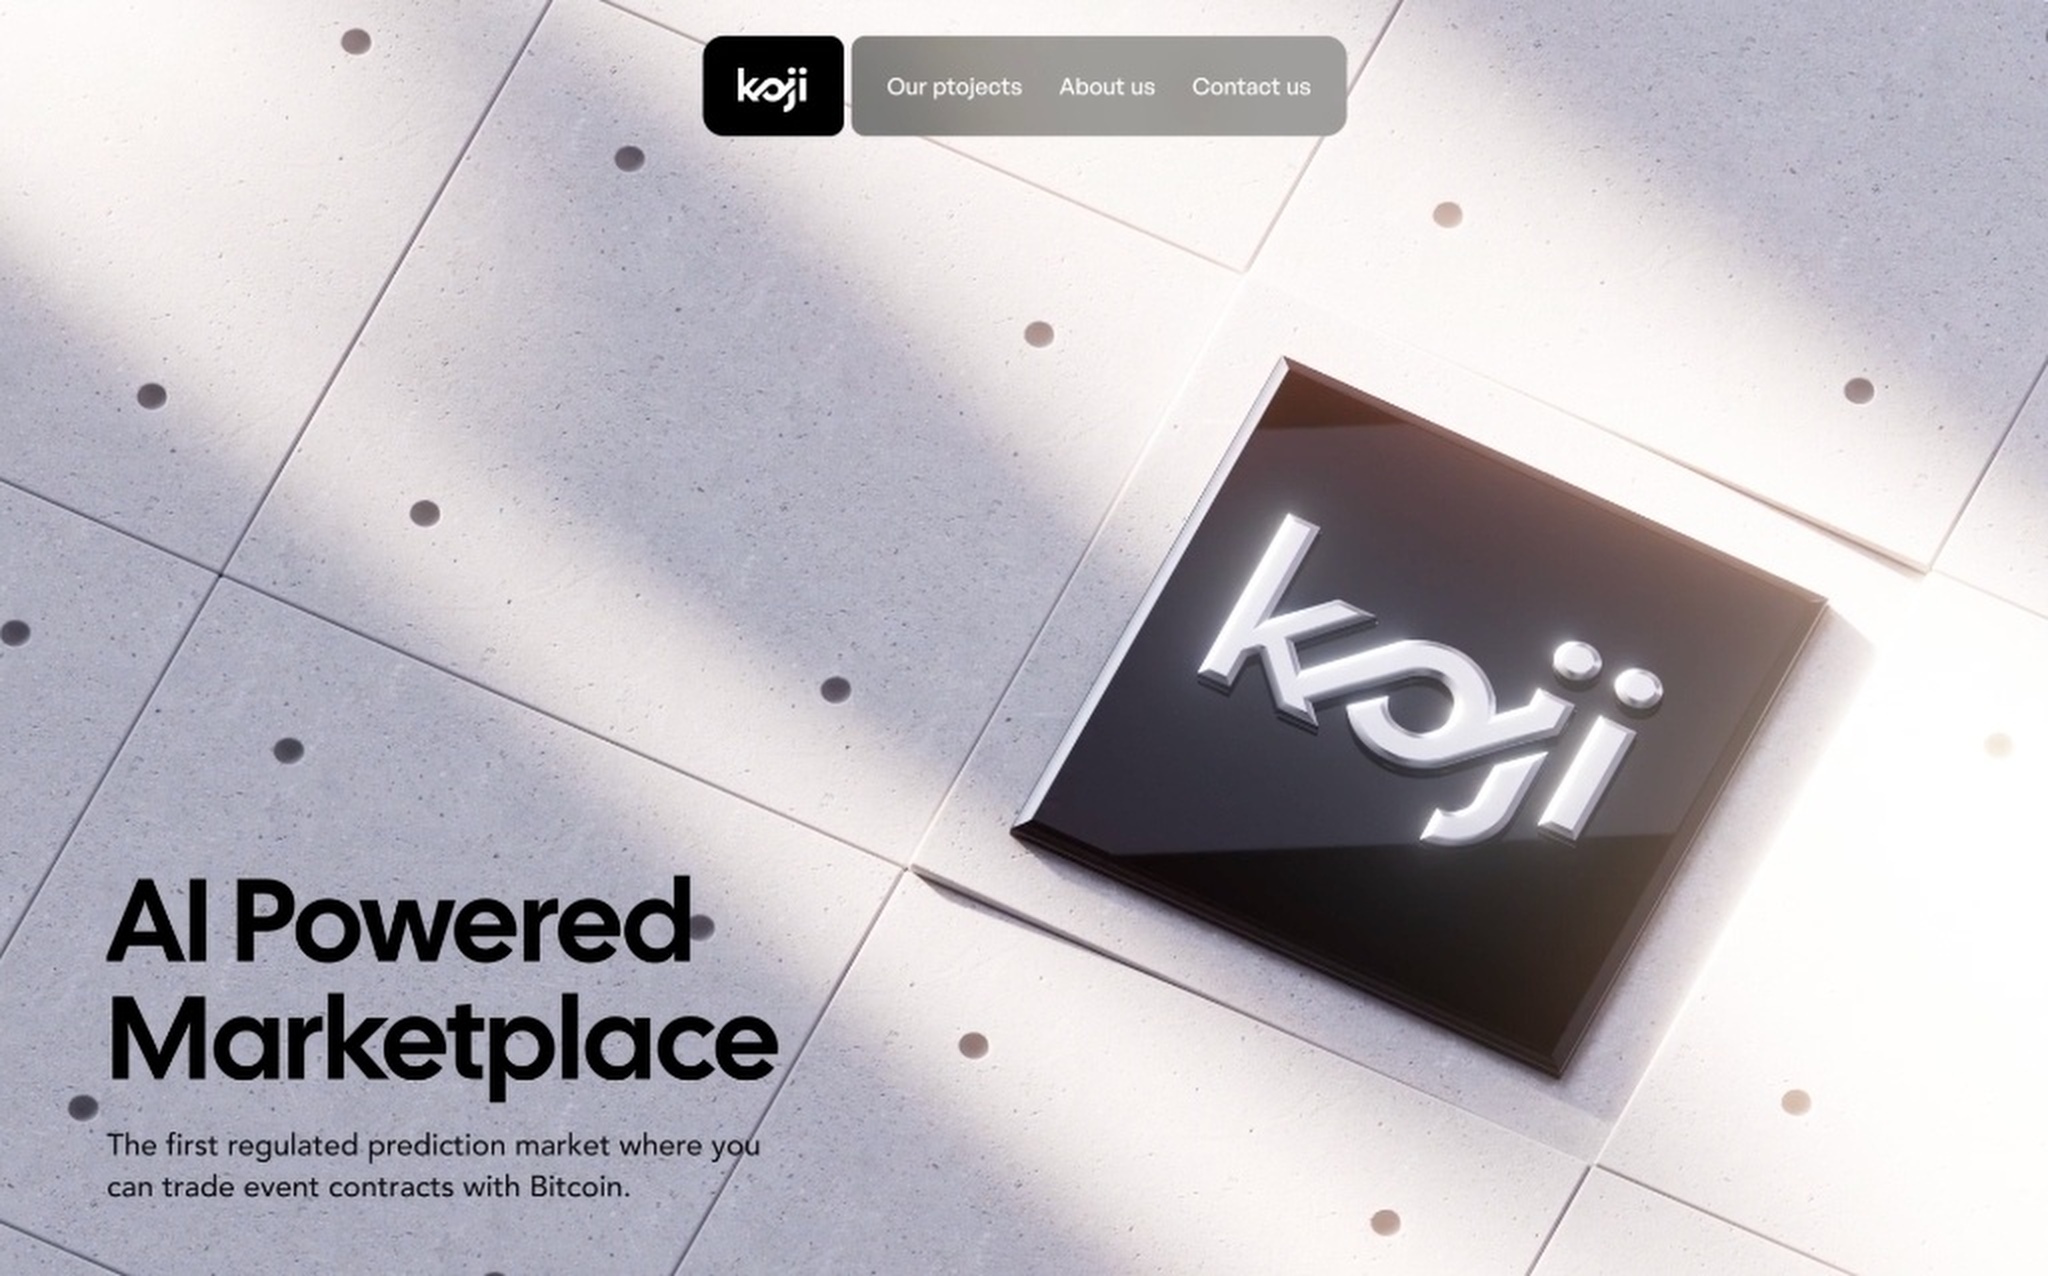 koji
Our ptojects About us Contact us
koji
AI Powered
Marketplace
The first regulated prediction market where you
can trade event contracts with Bitcoin.